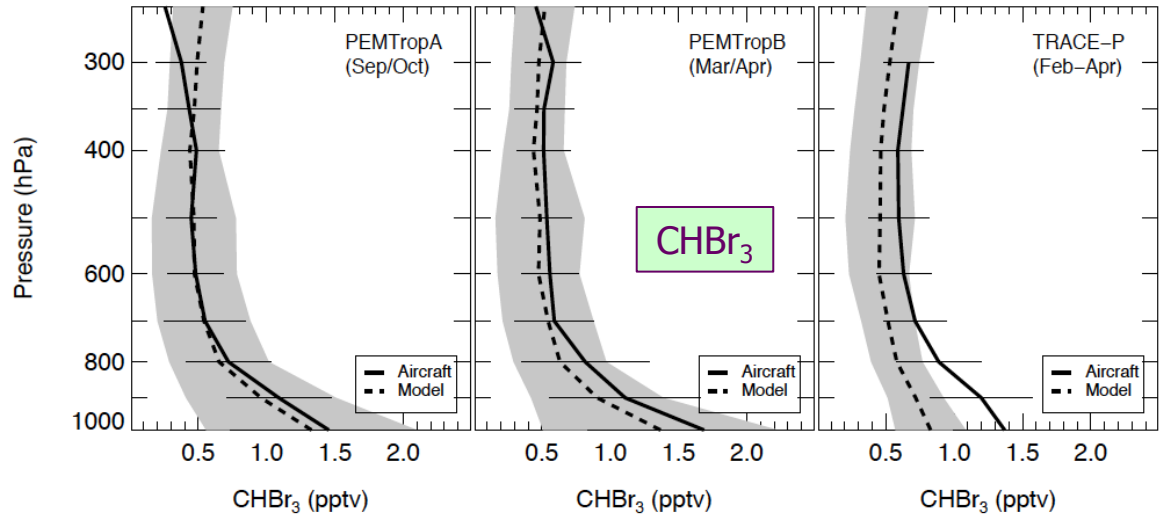 PEMTropA
(Sep/Oct)
PEMTropB
(Mar/Apr)
TRACE-P
(Feb-Apr)
Pressure (hPa)
300
400
600
800
1000
CHBr3
Aircraft
Model
Aircraft
Model
Aircraft
Model
0.5 1.0 1.5 2.0
0.5 1.0 1.5 2.0
0.5 1.0 1.5 2.0
CHBr3 (pptv)
CHBr3 (pptv)
CHBr3 (pptv)